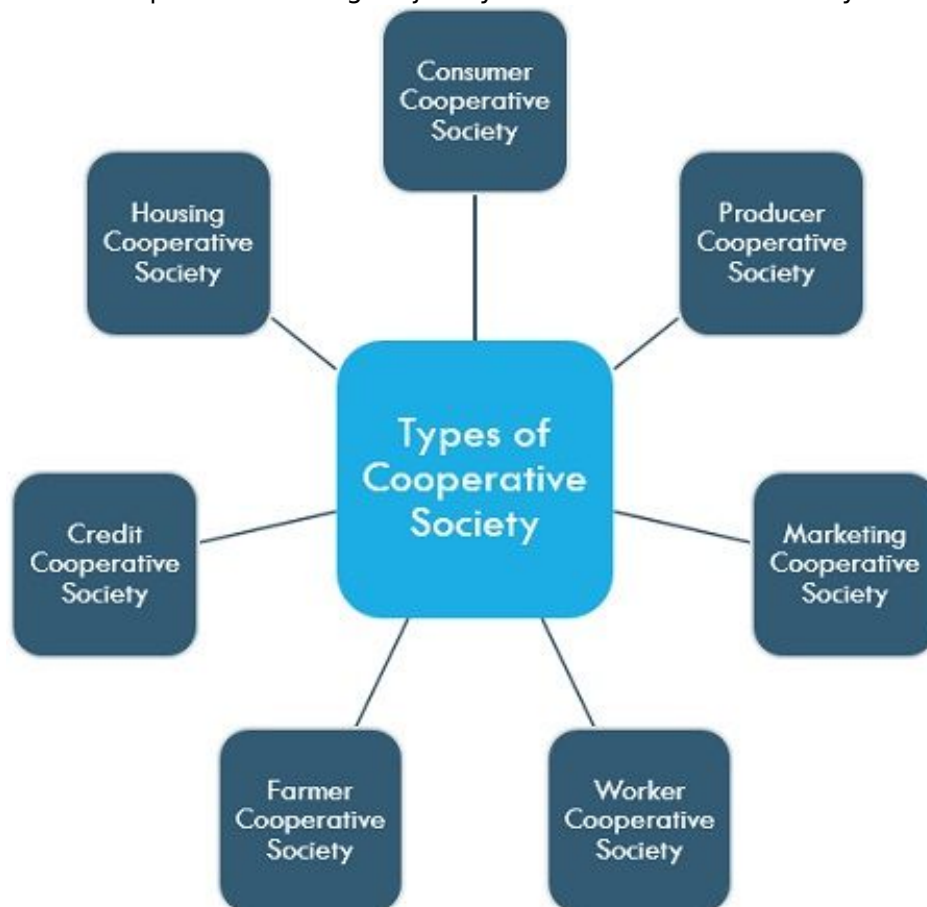 Consumer
Cooperative
Society
Producer
Cooperative
Society
Marketing
Cooperative
Society
Worker
Cooperative
Society
Farmer
Cooperative
Society
Credit
Cooperative
Society
Housing
Cooperative
Society
Types of
Cooperative
Society